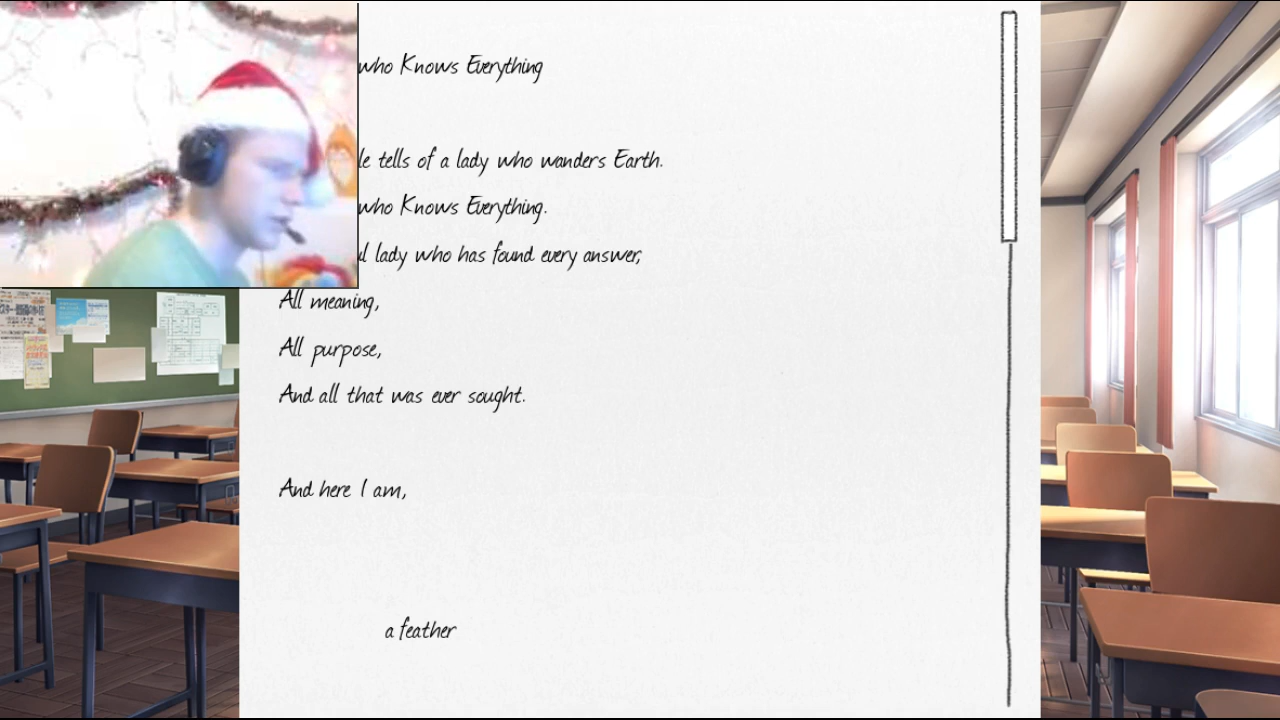 who Knows Everything
le tells of a lady who wanders Earth.
who Knows Everything.
lady who has found every answer,
All meaning,
All purpose,
And all that was ever sought.
And here I am,
a feather